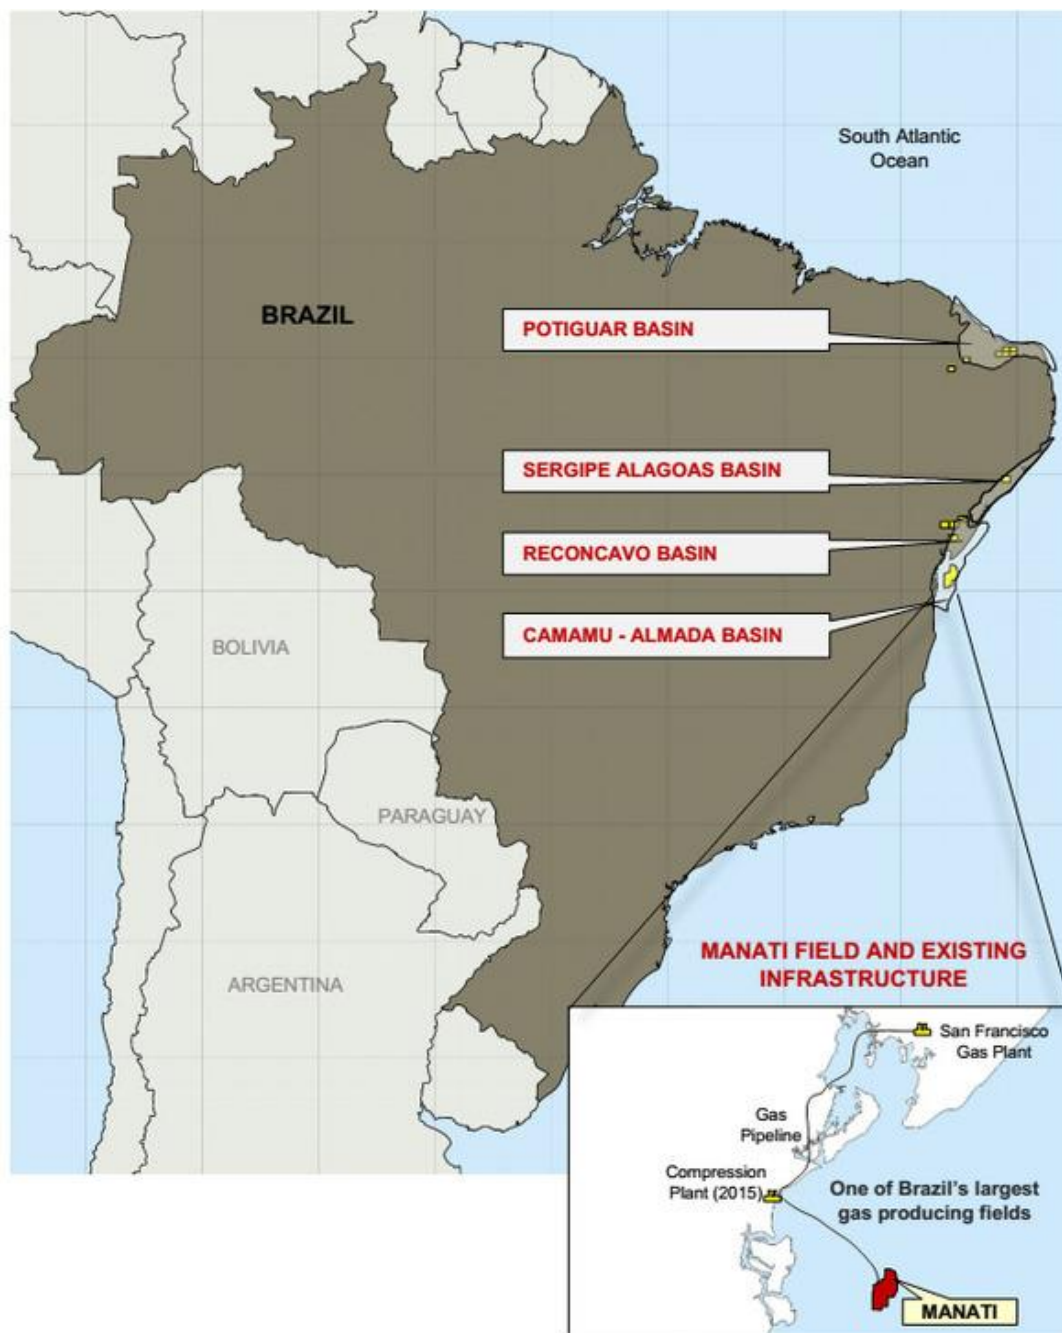 South Atlantic
Ocean
BRAZIL
POTIGUAR BASIN
SERGIPE ALAGOAS BASIN
RECONCAVO BASIN
CAMAMU - ALMADA BASIN
BOLIVIA
PARAGUAY
ARGENTINA
MANATI FIELD AND EXISTING
INFRASTRUCTURE
San Francisco
Gas Plant
Gas
Pipeline
Compression
Plant (2015)
One of Brazil's largest
gas producing fields
MANATI